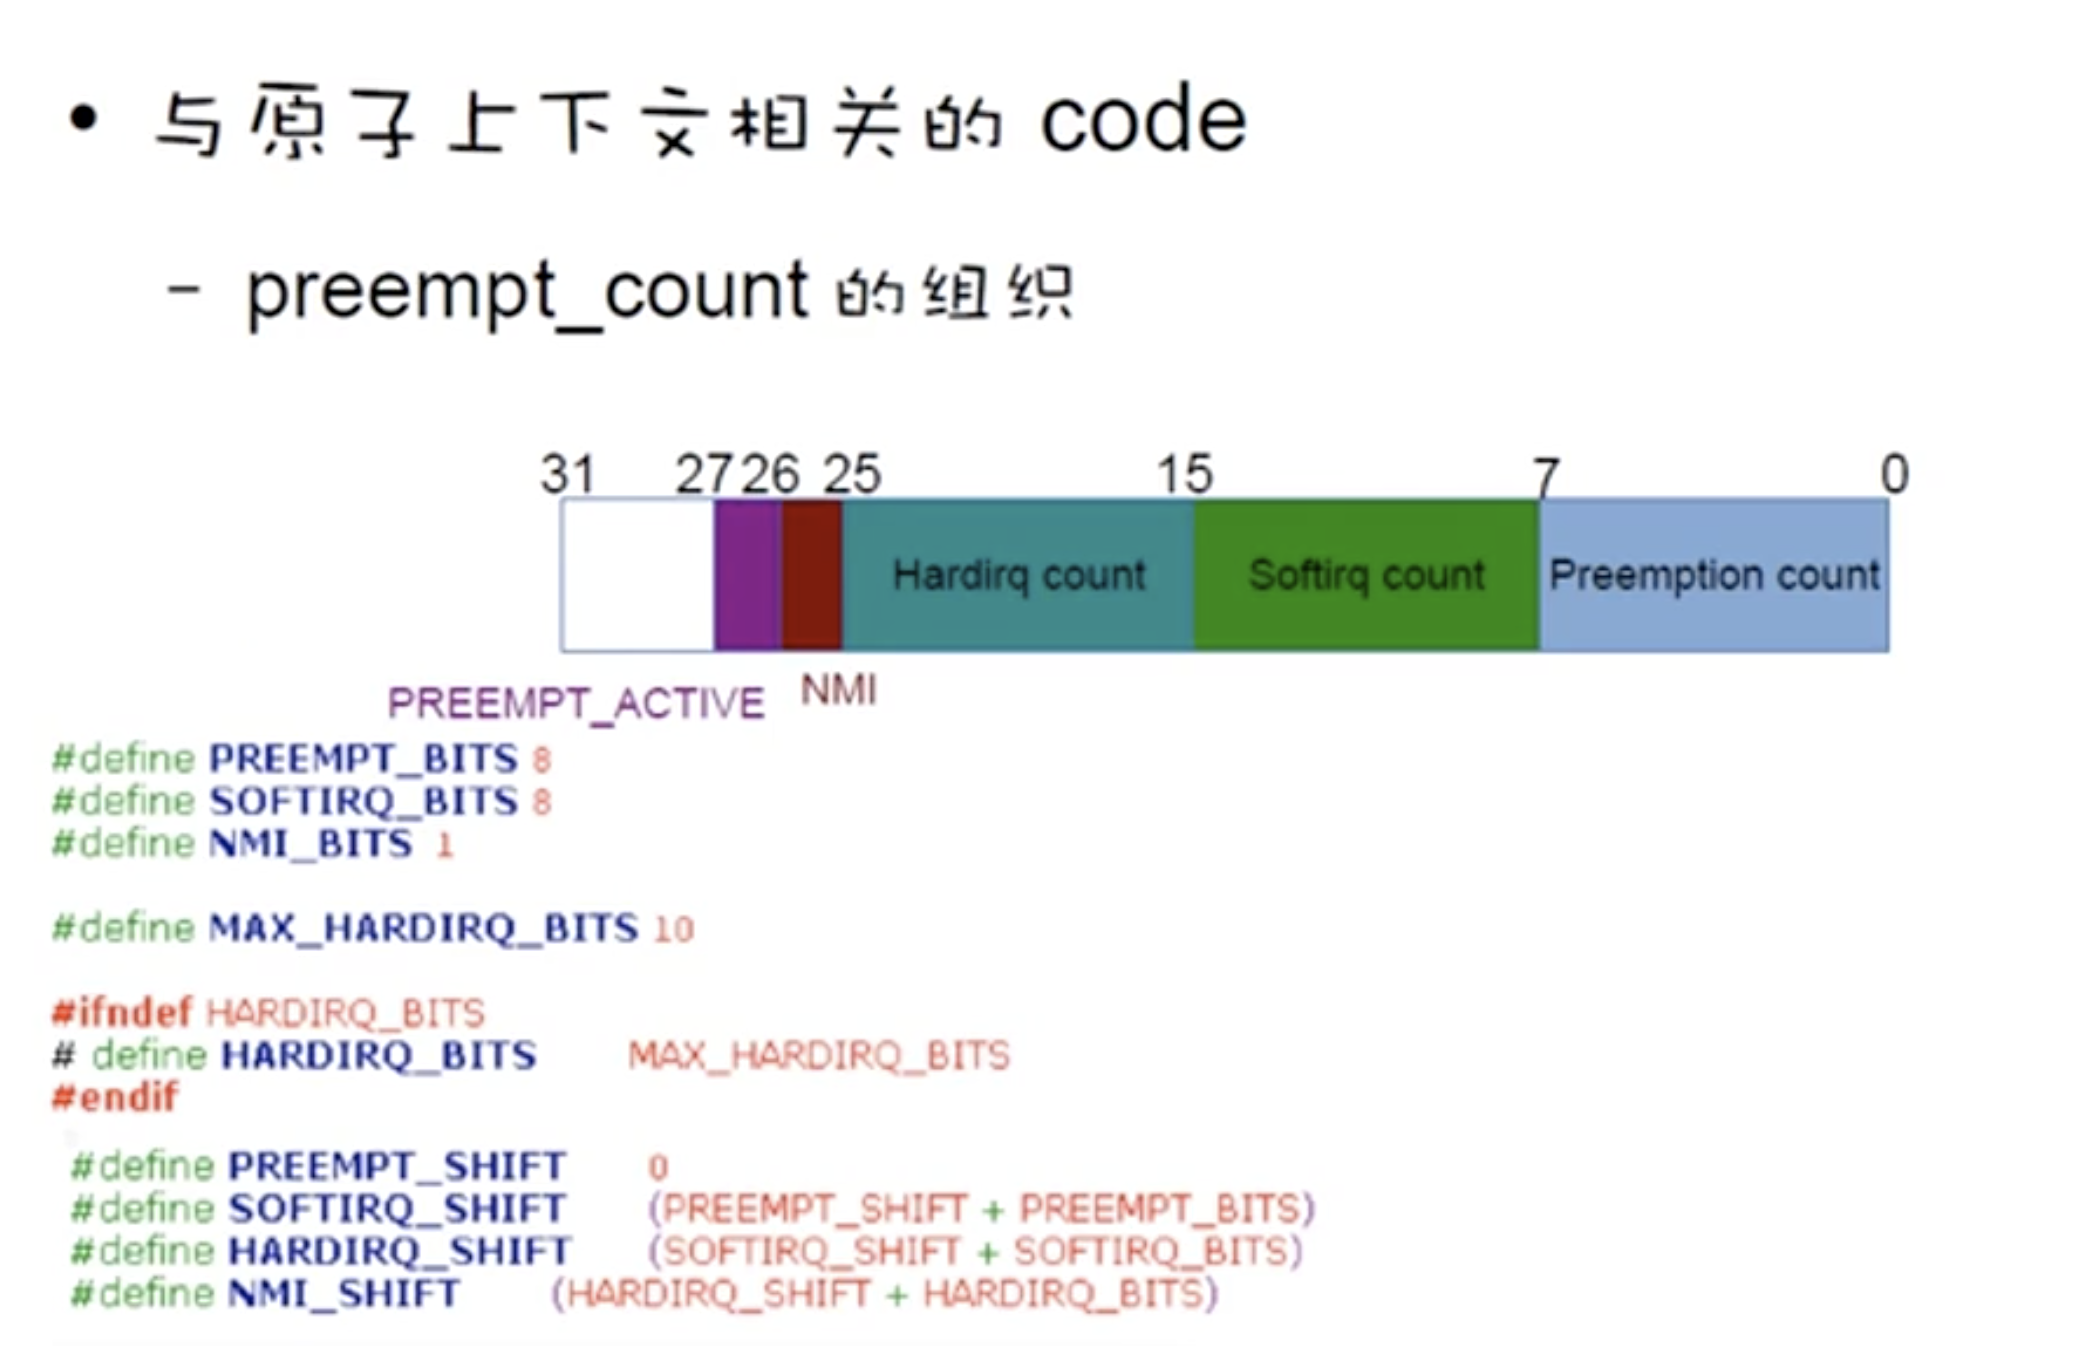 • 与原子上下文相关的 code
– preempt_count 的组织
31 27 26 25 15 7 0
Hardirq count Softirq count Preemption count
PREEMPT_ACTIVE NMI
#define PREEMPT_BITS 8
#define SOFTIRQ_BITS 8
#define NMI_BITS 1
#define MAX_HARDIRQ_BITS 10
#ifndef HARDIRQ_BITS
# define HARDIRQ_BITS MAX_HARDIRQ_BITS
#endif
#define PREEMPT_SHIFT 0
#define SOFTIRQ_SHIFT (PREEMPT_SHIFT + PREEMPT_BITS)
#define HARDIRQ_SHIFT (SOFTIRQ_SHIFT + SOFTIRQ_BITS)
#define NMI_SHIFT (HARDIRQ_SHIFT + HARDIRQ_BITS)